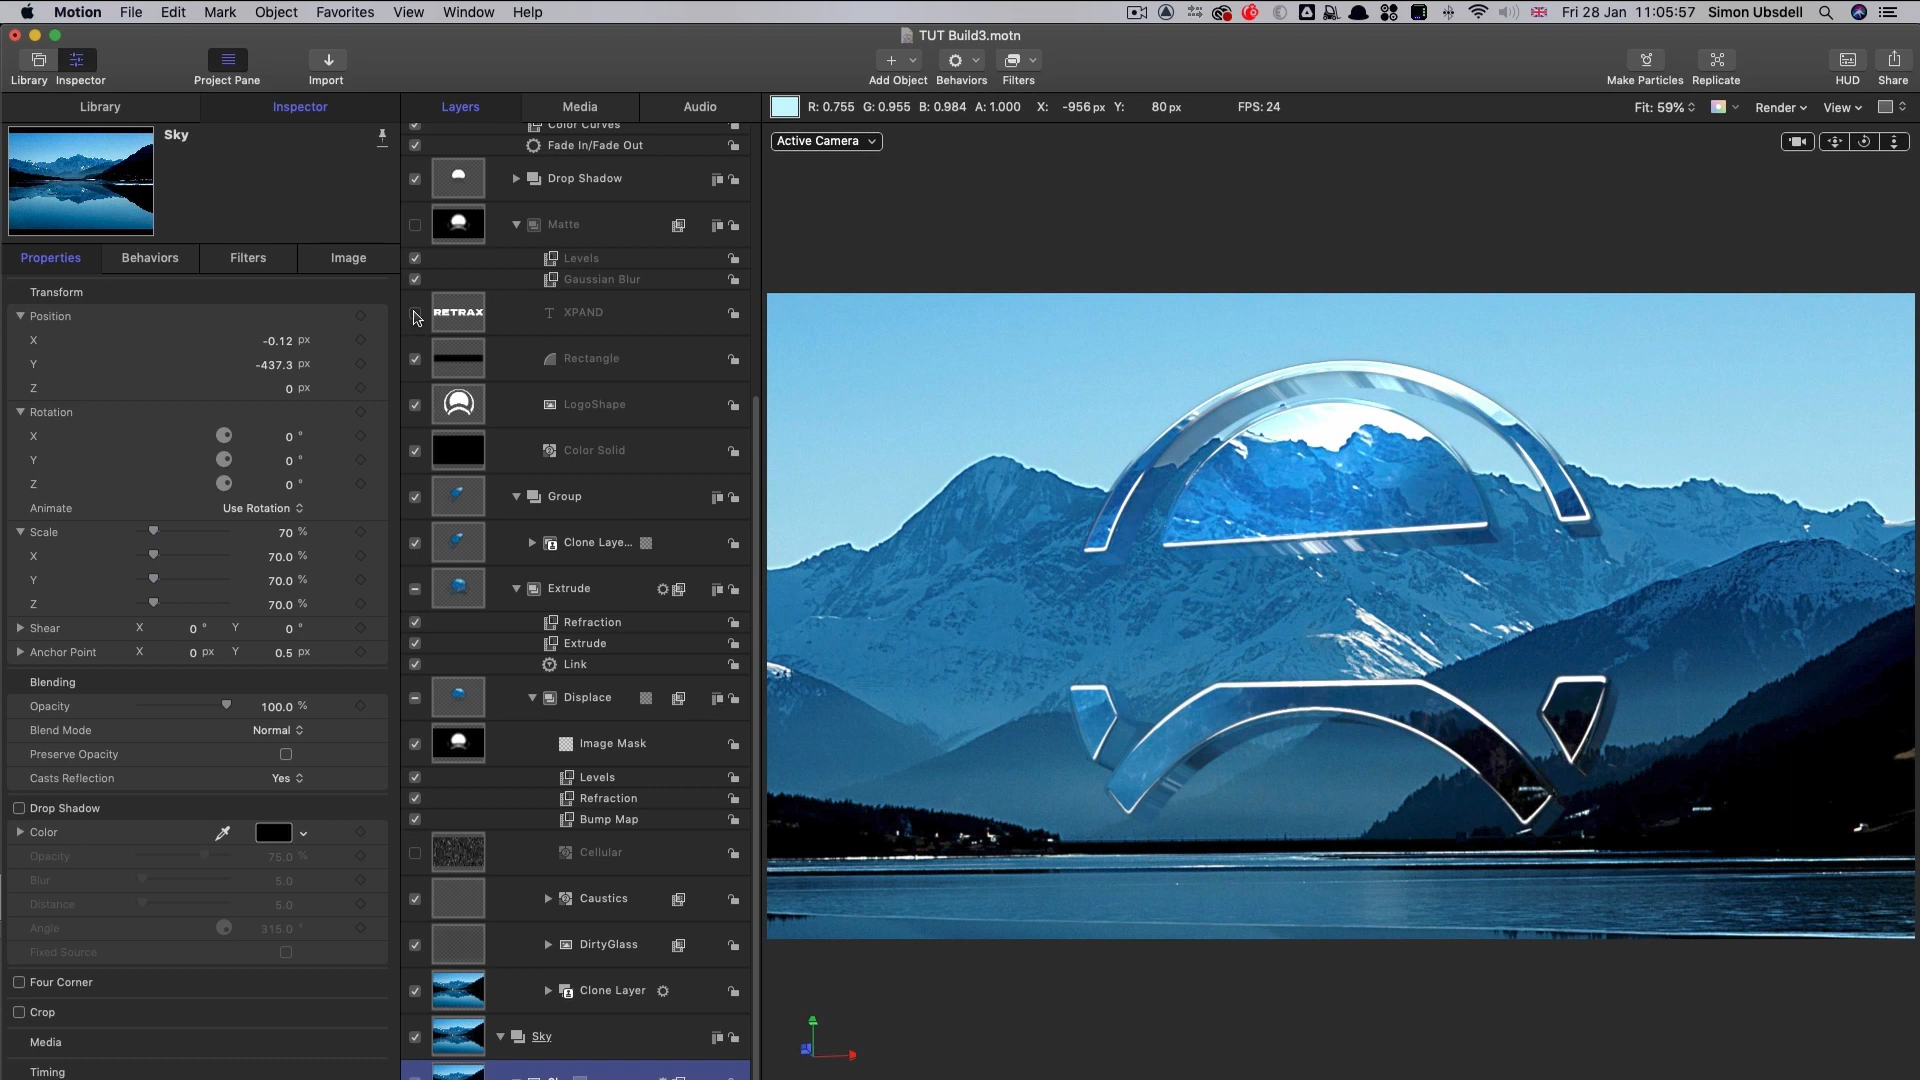 Motion File Edit Mark Object Favorites View Window Help Fri 28 Jan 11:05:57 Simon Ubsdell
TUT Build3.motn
Library Inspector Project Pane Import Add Object Behaviors Filters Make Particles Replicate HUD Share
Library Inspector Layers Media Audio R: 0.755 G: 0.955 B: 0.984 A: 1.000 X: -956 px Y: 80 px FPS: 24 Fit: 59% Render View
Sky
Active Camera
Properties Behaviors Filters Image
Transform
Position
X -0.12 px
Y -437.3 px
Z 0 px
Rotation
X 0 °
Y 0 °
Z 0 °
Animate Use Rotation
Scale 70 %
X 70.0 %
Y 70.0 %
Z 70.0 %
Shear X 0 ° Y 0 °
Anchor Point X 0 px Y 0.5 px
Blending
Opacity 100.0 %
Blend Mode Normal
Preserve Opacity
Casts Reflection Yes
Drop Shadow
Color
Opacity 75.0 %
Blur 5.0
Distance 5.0
Angle 315.0 °
Fixed Source
Four Corner
Crop
Media
Timing
Color Curves
Fade In/Fade Out
Drop Shadow
Matte
Levels
Gaussian Blur
RETRAX T XPAND
Rectangle
LogoShape
Color Solid
Group
Clone Laye...
Extrude
Refraction
Extrude
Link
Displace
Image Mask
Levels
Refraction
Bump Map
Cellular
Caustics
DirtyGlass
Clone Layer
Sky